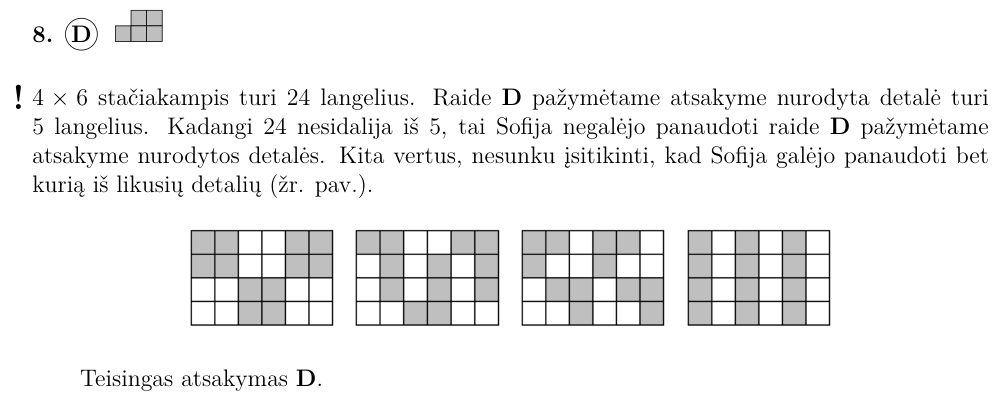 8. D
! 4 × 6 stačiakampis turi 24 langelius. Raide D pažymėtame atsakyme nurodyta detalė turi
5 langelius. Kadangi 24 nesidalija iš 5, tai Sofija negalėjo panaudoti raide D pažymėtame
atsakyme nurodytos detalės. Kita vertus, nesunku įsitikinti, kad Sofija galėjo panaudoti bet
kurią iš likusių detalių (žr. pav.).
Teisingas atsakymas D.